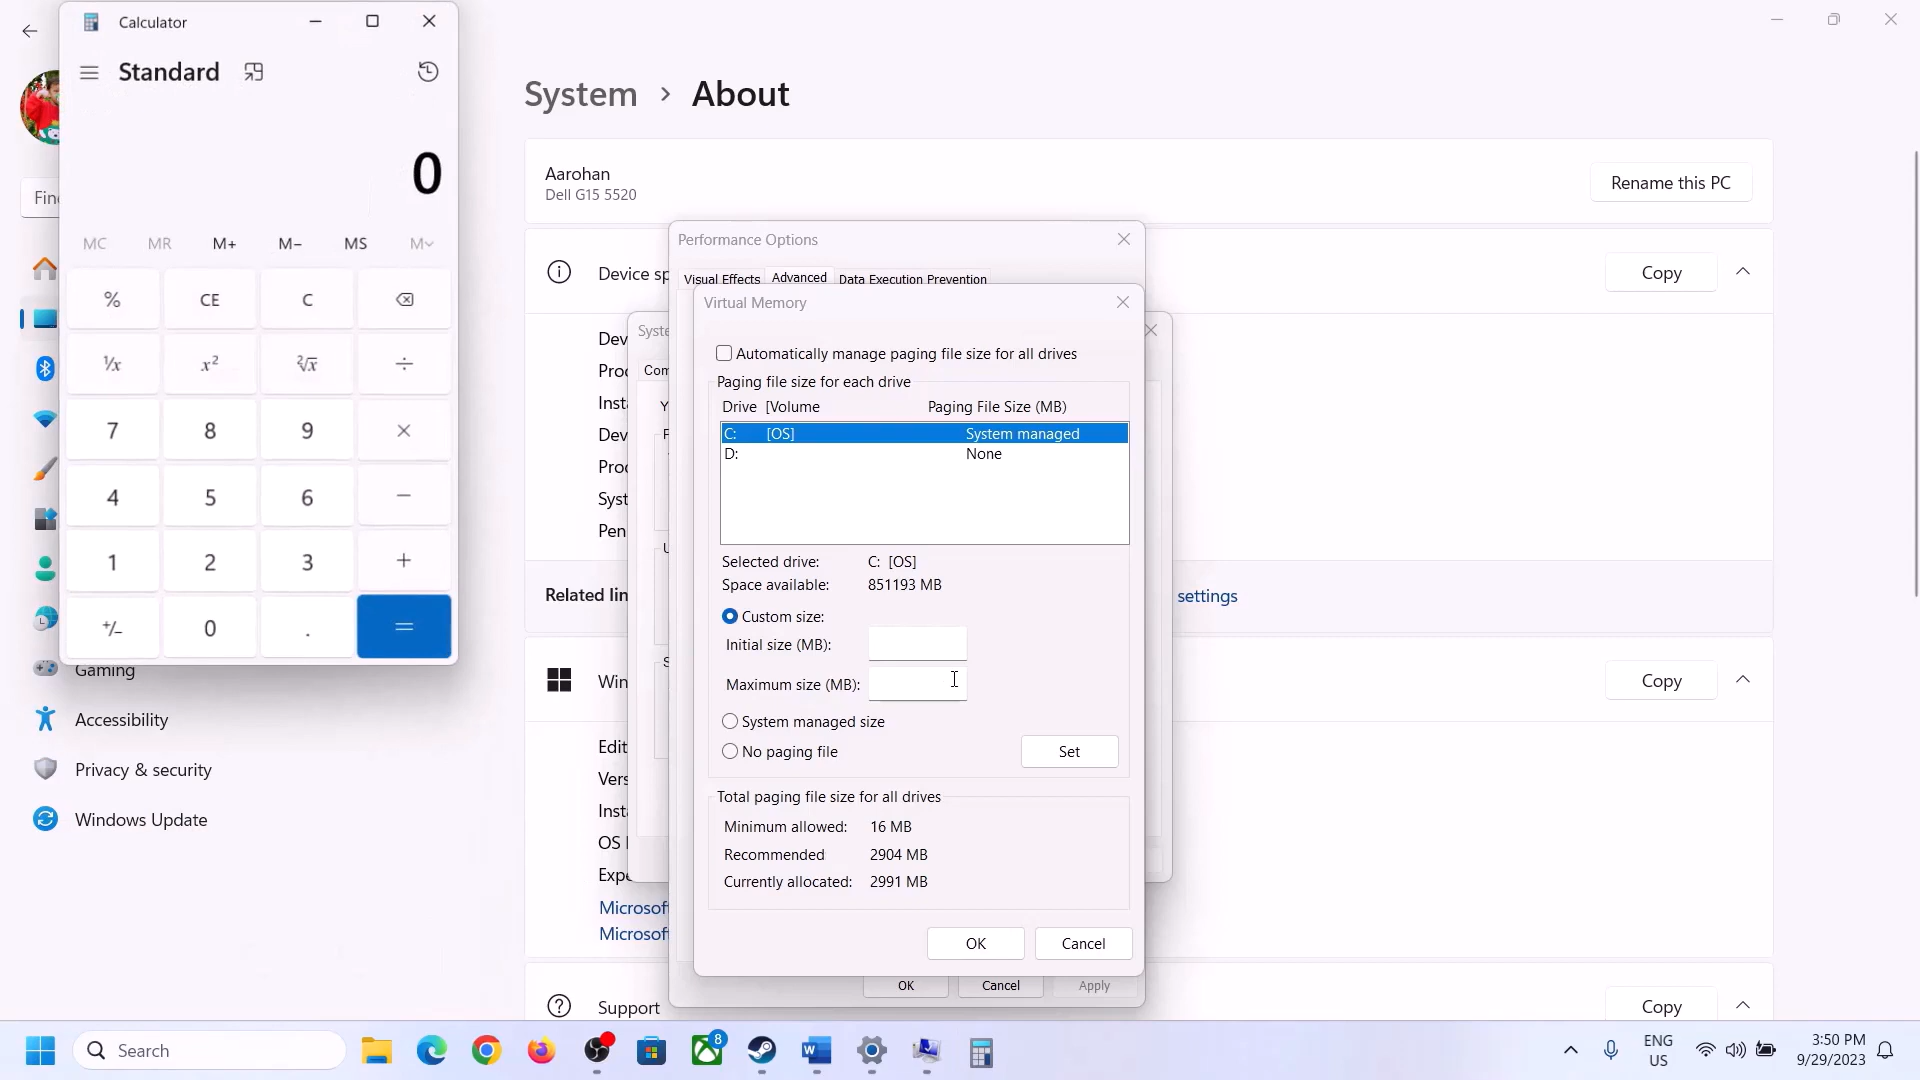 Calculator
Standard
0
MC MR M+ M− MS M
% CE C
⅟x x² ²√x ÷
7 8 9 ×
4 5 6 −
1 2 3 +
+/− 0 . =
Gaming
Accessibility
Privacy & security
Windows Update
System › About
Aarohan
Dell G15 5520
Rename this PC
Copy
Related lin
settings
Copy
Support
Copy
Microsof
Microsof
Performance Options
Visual Effects Advanced Data Execution Prevention
Virtual Memory
Automatically manage paging file size for all drives
Paging file size for each drive
Drive [Volume Paging File Size (MB)
C: [OS] System managed
D: None
Selected drive: C: [OS]
Space available: 851193 MB
Custom size:
Initial size (MB):
Maximum size (MB):
System managed size
No paging file Set
Total paging file size for all drives
Minimum allowed: 16 MB
Recommended 2904 MB
Currently allocated: 2991 MB
OK Cancel
OK Cancel Apply
Search
8
ENG
US
3:50 PM
9/29/2023